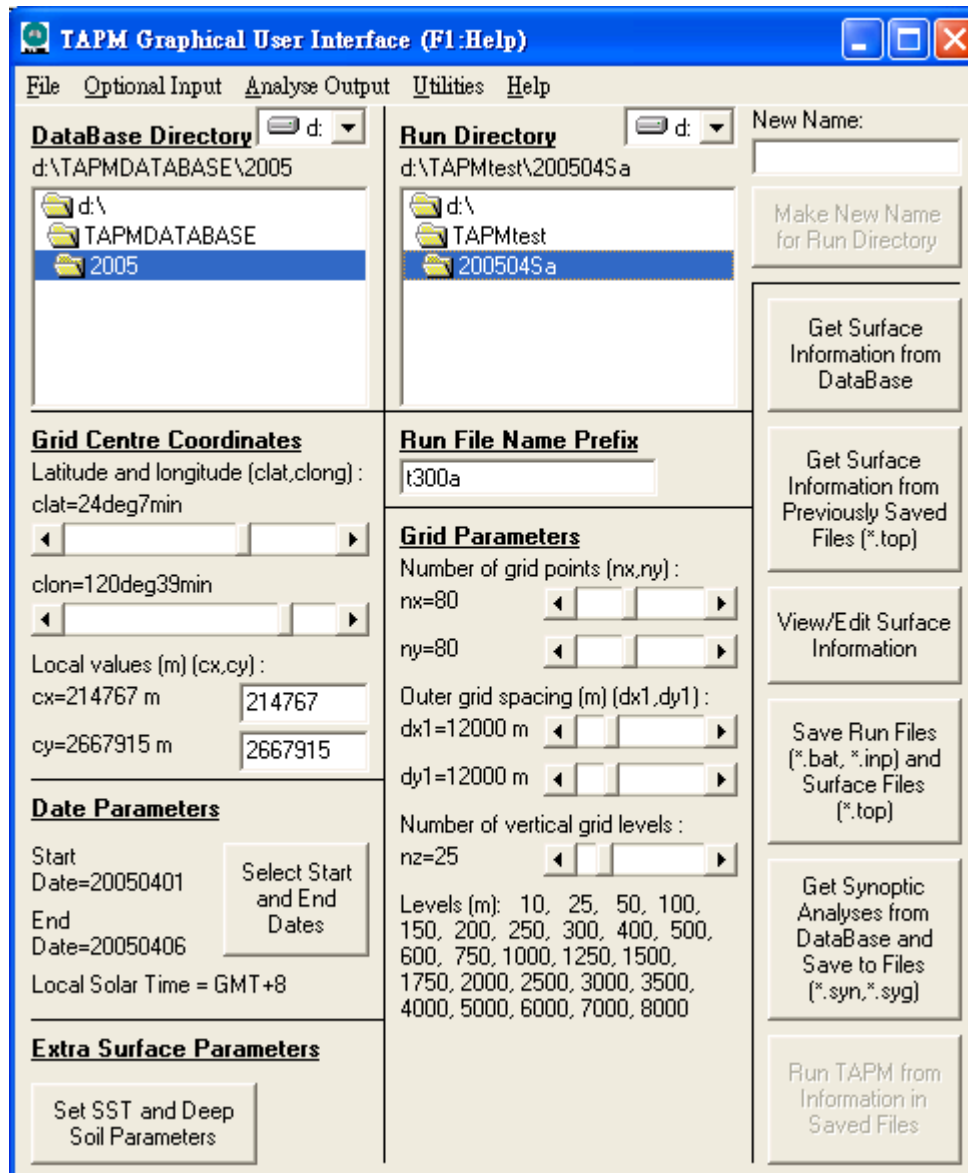 TAPM Graphical User Interface (F1:Help)
File Optional Input Analyse Output Utilities Help
DataBase Directory d:
d:\TAPMDATABASE\2005
d:\
TAPMDATABASE
2005
Run Directory d:
d:\TAPMtest\200504Sa
d:\
TAPMtest
200504Sa
New Name:
Make New Name
for Run Directory
Grid Centre Coordinates
Latitude and longitude (clat,clong) :
clat=24deg7min
clon=120deg39min
Local values (m) (cx,cy) :
cx=214767 m 214767
cy=2667915 m 2667915
Date Parameters
Start
Date=20050401
End
Date=20050406
Select Start
and End
Dates
Local Solar Time = GMT+8
Extra Surface Parameters
Set SST and Deep
Soil Parameters
Run File Name Prefix
t300a
Grid Parameters
Number of grid points (nx,ny) :
nx=80
ny=80
Outer grid spacing (m) (dx1,dy1) :
dx1=12000 m
dy1=12000 m
Number of vertical grid levels :
nz=25
Levels (m): 10, 25, 50, 100,
150, 200, 250, 300, 400, 500,
600, 750, 1000, 1250, 1500,
1750, 2000, 2500, 3000, 3500,
4000, 5000, 6000, 7000, 8000
Get Surface
Information from
DataBase
Get Surface
Information from
Previously Saved
Files (*.top)
View/Edit Surface
Information
Save Run Files
(*.bat, *.inp) and
Surface Files
(*.top)
Get Synoptic
Analyses from
DataBase and
Save to Files
(*.syn,*.syg)
Run TAPM from
Information in
Saved Files